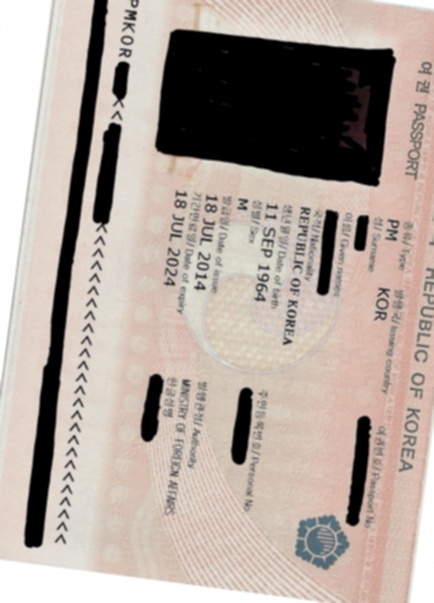 REPUBLIC OF KOREA
여권 PASSPORT
종류/Type 발행국/Issuing country 여권번호/Passport No.
PM KOR
성/Surname
이름/Given names
국적/Nationality 주민등록번호/Personal No.
REPUBLIC OF KOREA
생년월일/Date of birth
11 SEP 1964
성별/Sex 발행관청/Authority
M MINISTRY OF FOREIGN AFFAIRS
발급일/Date of issue 한글성명
18 JUL 2014
기간만료일/Date of expiry
18 JUL 2024
PMKOR